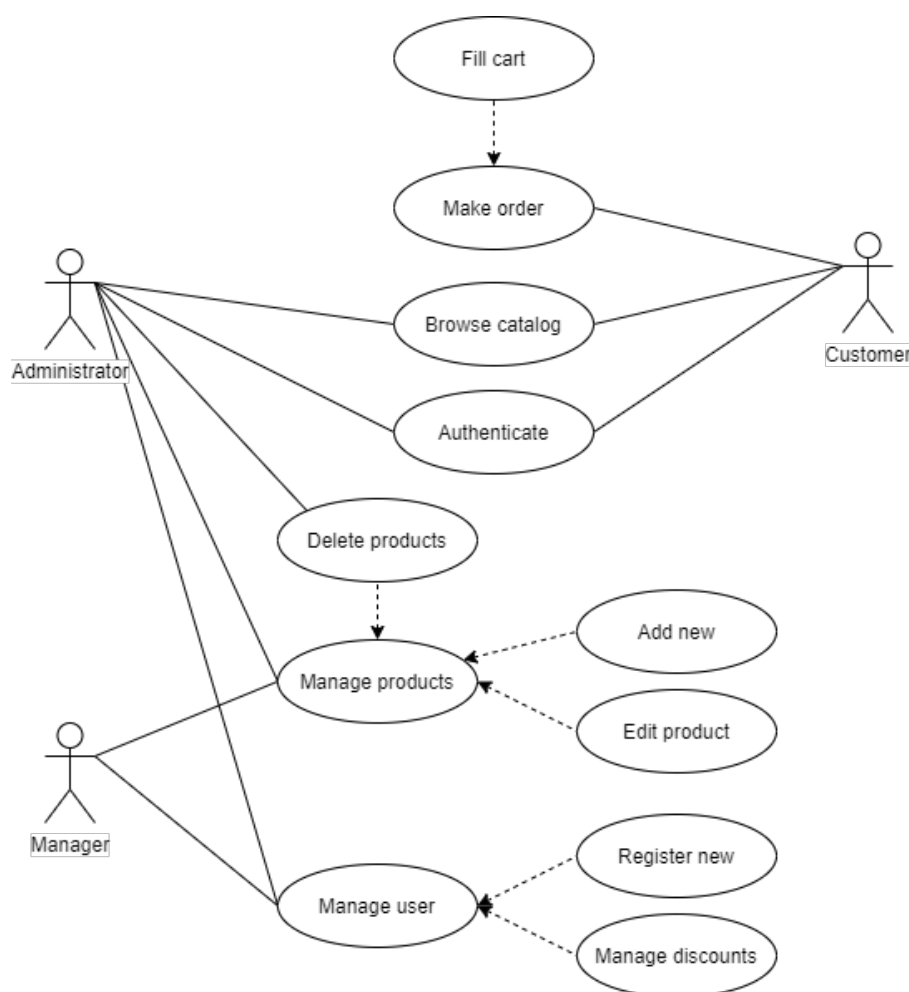 Fill cart
Make order
Browse catalog
Administrator
Customer
Authenticate
Delete products
Add new
Manage products
Edit product
Manager
Register new
Manage user
Manage discounts